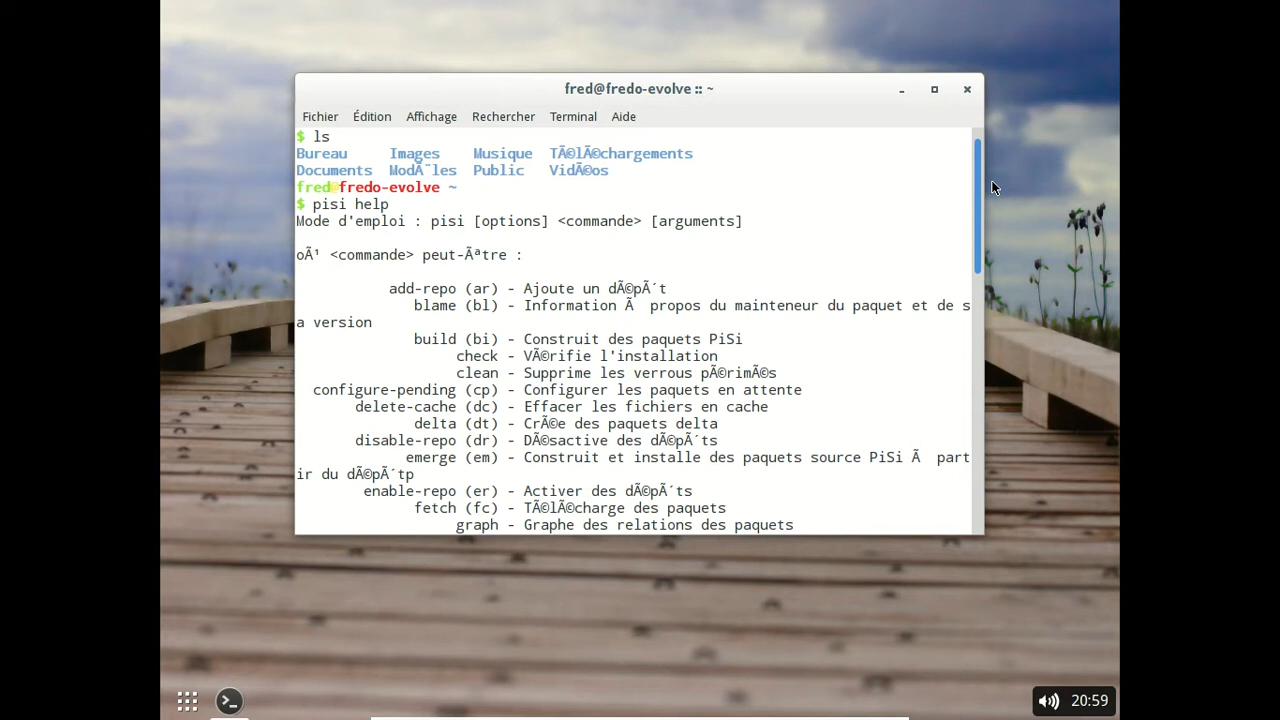 fred@fredo-evolve :: ~
Fichier Édition Affichage Rechercher Terminal Aide
$ ls
Bureau Images Musique TÃ©lÃ©chargements
Documents ModÃ¨les Public VidÃ©os
fred@fredo-evolve ~
$ pisi help
Mode d'emploi : pisi [options] <commande> [arguments]
oÃ¹ <commande> peut-Ãªtre :
add-repo (ar) - Ajoute un dÃ©pÃ´t
blame (bl) - Information Ã  propos du mainteneur du paquet et de s
a version
build (bi) - Construit des paquets PiSi
check - VÃ©rifie l'installation
clean - Supprime les verrous pÃ©rimÃ©s
configure-pending (cp) - Configurer les paquets en attente
delete-cache (dc) - Effacer les fichiers en cache
delta (dt) - CrÃ©e des paquets delta
disable-repo (dr) - DÃ©sactive des dÃ©pÃ´ts
emerge (em) - Construit et installe des paquets source PiSi Ã  part
ir du dÃ©pÃ´tp
enable-repo (er) - Activer des dÃ©pÃ´ts
fetch (fc) - TÃ©lÃ©charge des paquets
graph - Graphe des relations des paquets
20:59